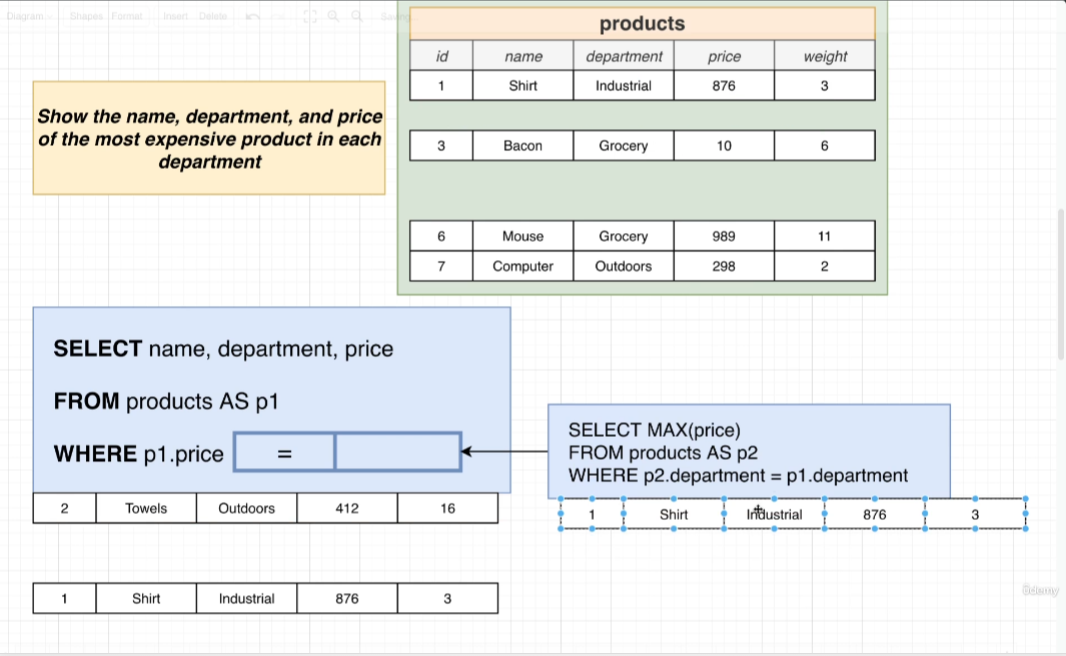 Diagram Shapes Format Insert Delete Saving
products
id name department price weight
1 Shirt Industrial 876 3
3 Bacon Grocery 10 6
6 Mouse Grocery 989 11
7 Computer Outdoors 298 2
Show the name, department, and price
of the most expensive product in each
department
SELECT name, department, price
FROM products AS p1
WHERE p1.price =
SELECT MAX(price)
FROM products AS p2
WHERE p2.department = p1.department
2 Towels Outdoors 412 16
1 Shirt Industrial 876 3
1 Shirt Industrial 876 3
Udemy